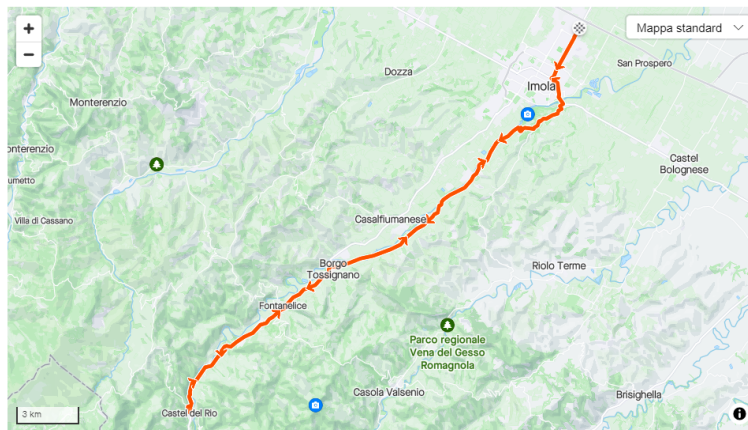 +
−
Mappa standard
San Prospero
Dozza
Imola
Monterenzio
onterenzio
umetto
Castel
Bolognese
Villa di Cassano
Casalfiumanese
Borgo
Tossignano
Riolo Terme
Fontanelice
Parco regionale
Vena del Gesso
Romagnola
Casola Valsenio
Brisighella
Castel del Rio
3 km